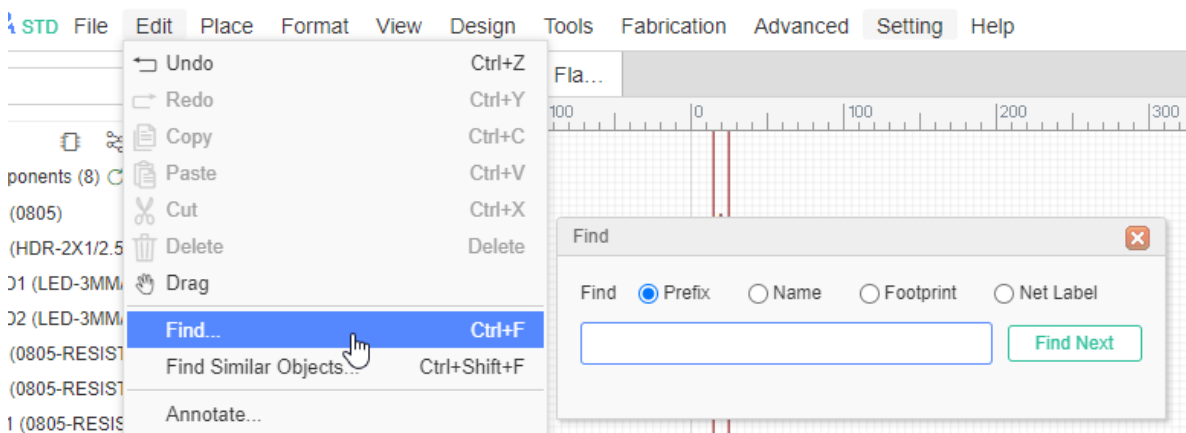 STD File Edit Place Format View Design Tools Fabrication Advanced Setting Help
Undo Ctrl+Z
Fla...
Redo Ctrl+Y
100 0 100 200 300
Copy Ctrl+C
ponents (8)
Paste Ctrl+V
(0805)
Cut Ctrl+X
(HDR-2X1/2.5
Delete Delete
Find
D1 (LED-3MM/
Drag
Find Prefix Name Footprint Net Label
D2 (LED-3MM/
Find... Ctrl+F
Find Next
(0805-RESIST
Find Similar Objects... Ctrl+Shift+F
(0805-RESIST
Annotate...
1 (0805-RESIS